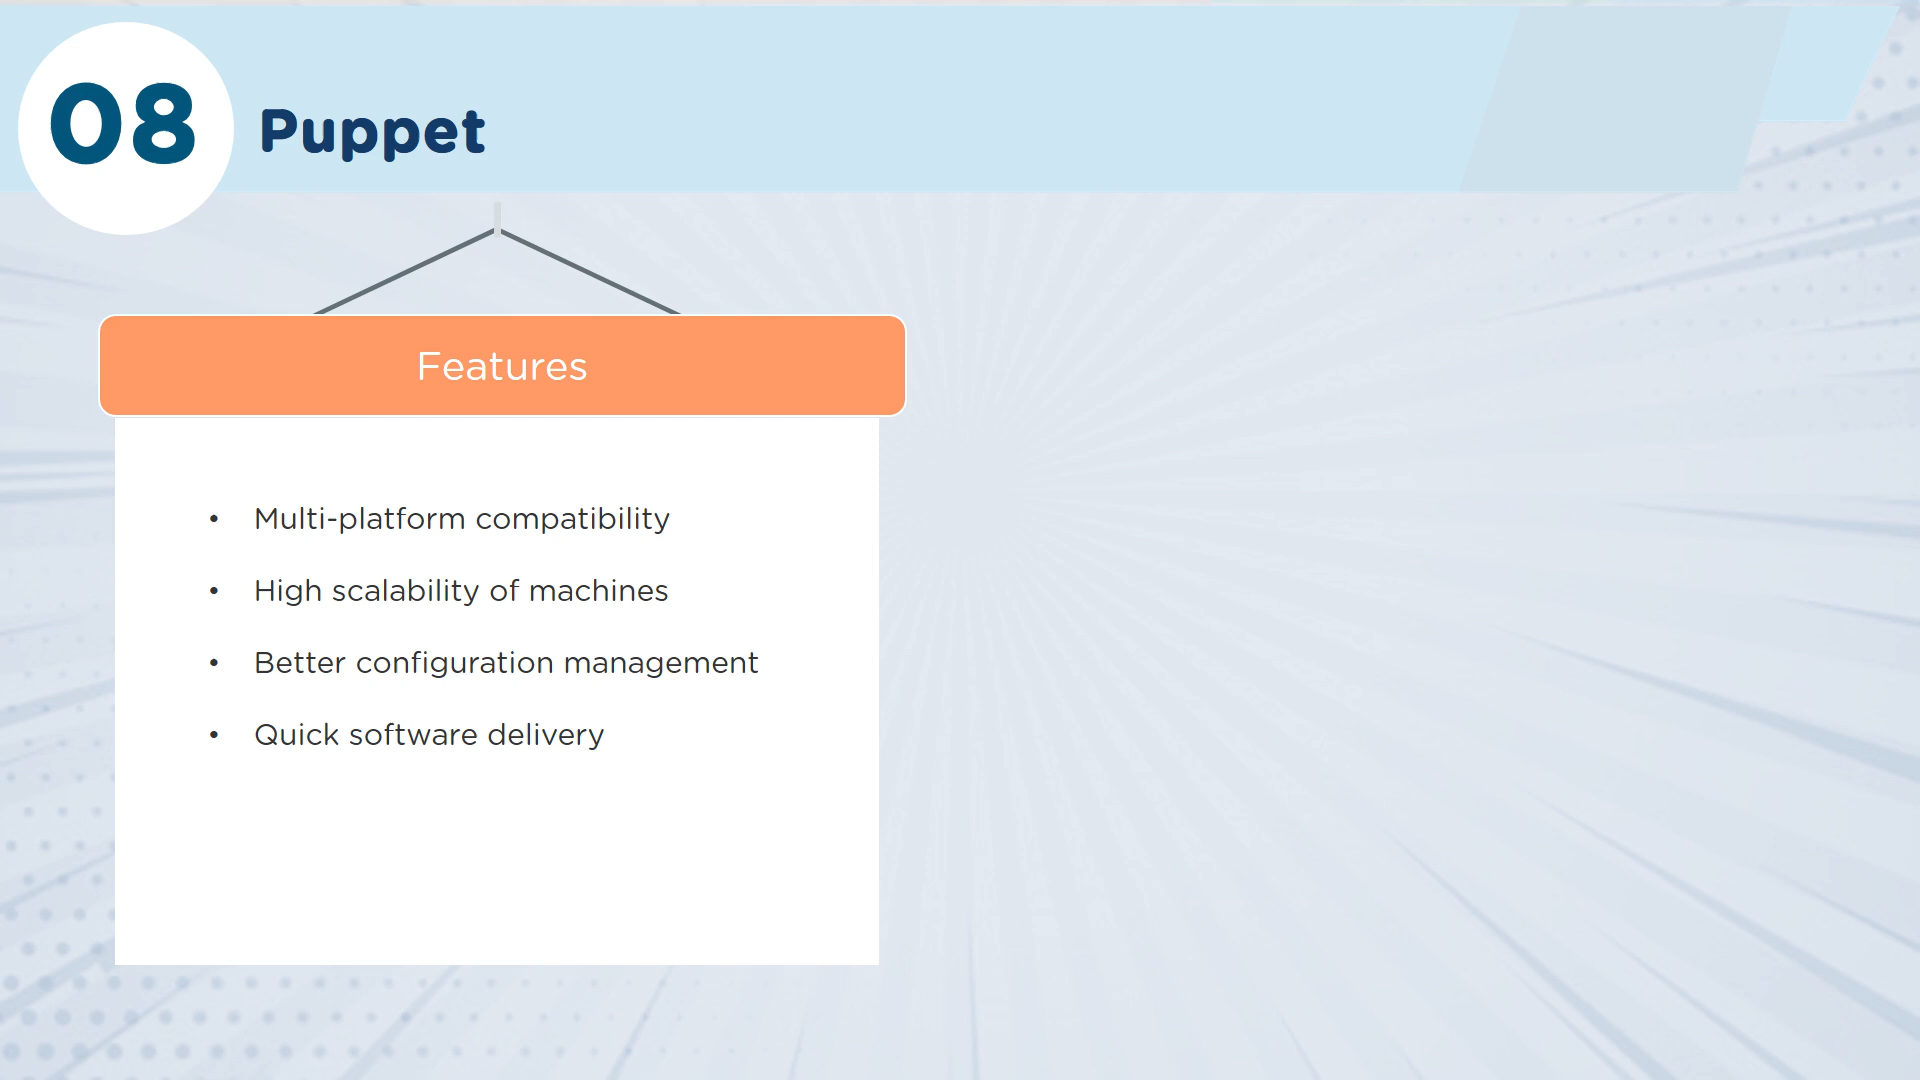 08
Puppet
Features
• Multi-platform compatibility
• High scalability of machines
• Better configuration management
• Quick software delivery